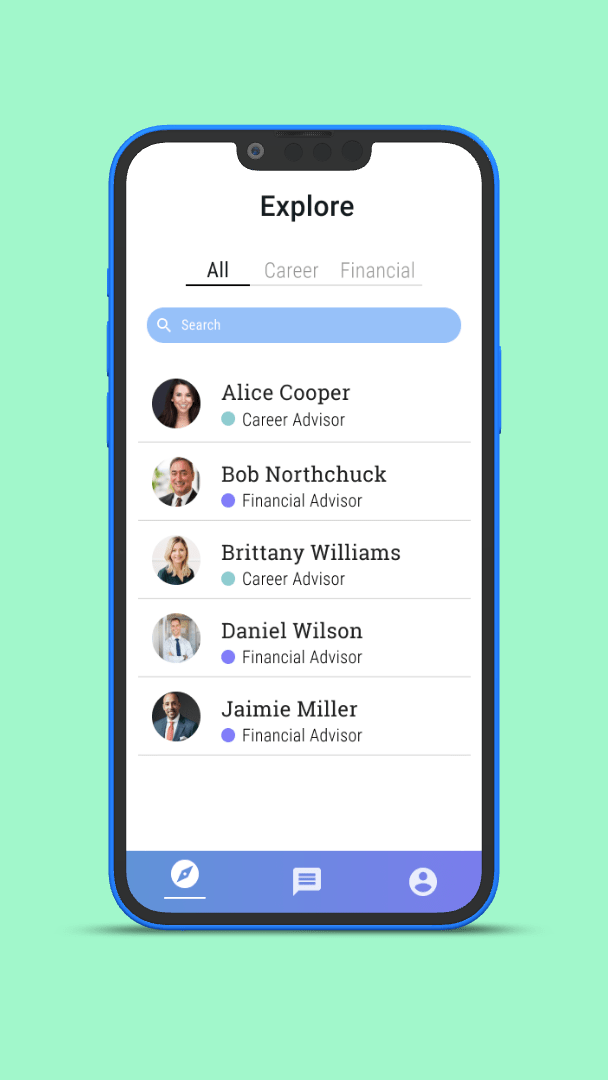 Explore
All Career Financial
Search
Alice Cooper
Career Advisor
Bob Northchuck
Financial Advisor
Brittany Williams
Career Advisor
Daniel Wilson
Financial Advisor
Jaimie Miller
Financial Advisor